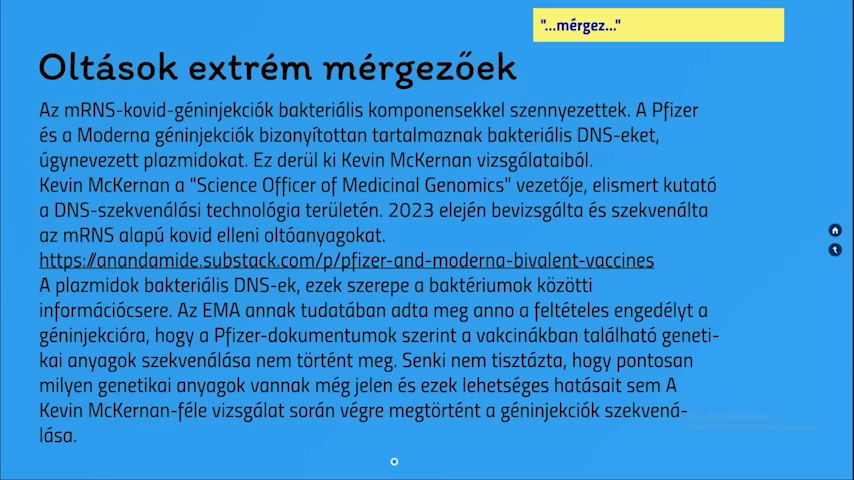 "...mérgez..."
Oltások extrém mérgezőek
Az mRNS-kovid-géninjekciók bakteriális komponensekkel szennyezettek. A Pfizer
és a Moderna géninjekciók bizonyítottan tartalmaznak bakteriális DNS-eket,
úgynevezett plazmidokat. Ez derül ki Kevin McKernan vizsgálataiból.
Kevin McKernan a "Science Officer of Medicinal Genomics" vezetője, elismert kutató
a DNS-szekvenálási technológia területén. 2023 elején bevizsgálta és szekvenálta
az mRNS alapú kovid elleni oltóanyagokat.
https://anandamide.substack.com/p/pfizer-and-moderna-bivalent-vaccines
A plazmidok bakteriális DNS-ek, ezek szerepe a baktériumok közötti
információcsere. Az EMA annak tudatában adta meg anno a feltételes engedélyt a
géninjekcióra, hogy a Pfizer-dokumentumok szerint a vakcinákban található geneti-
kai anyagok szekvenálása nem történt meg. Senki nem tisztázta, hogy pontosan
milyen genetikai anyagok vannak még jelen és ezek lehetséges hatásait sem A
Kevin McKernan-féle vizsgálat során végre megtörtént a géninjekciók szekvená-
lása.